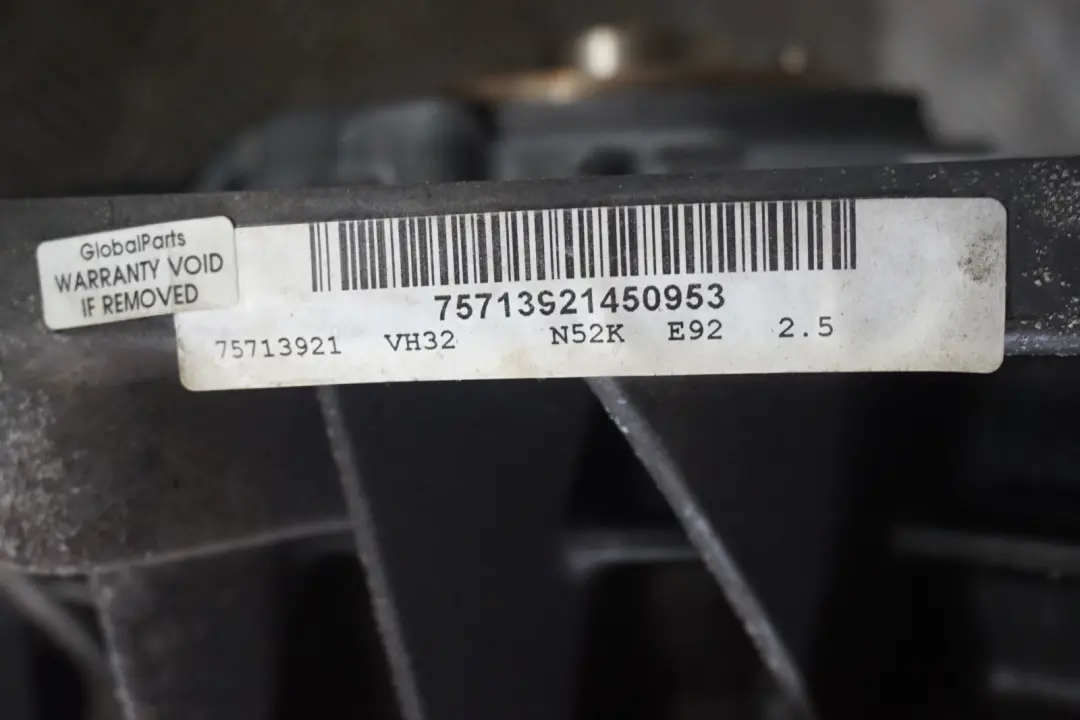 GlobalParts
WARRANTY VOID
IF REMOVED
75713921450953
75713921 VH32 N52K E92 2.5